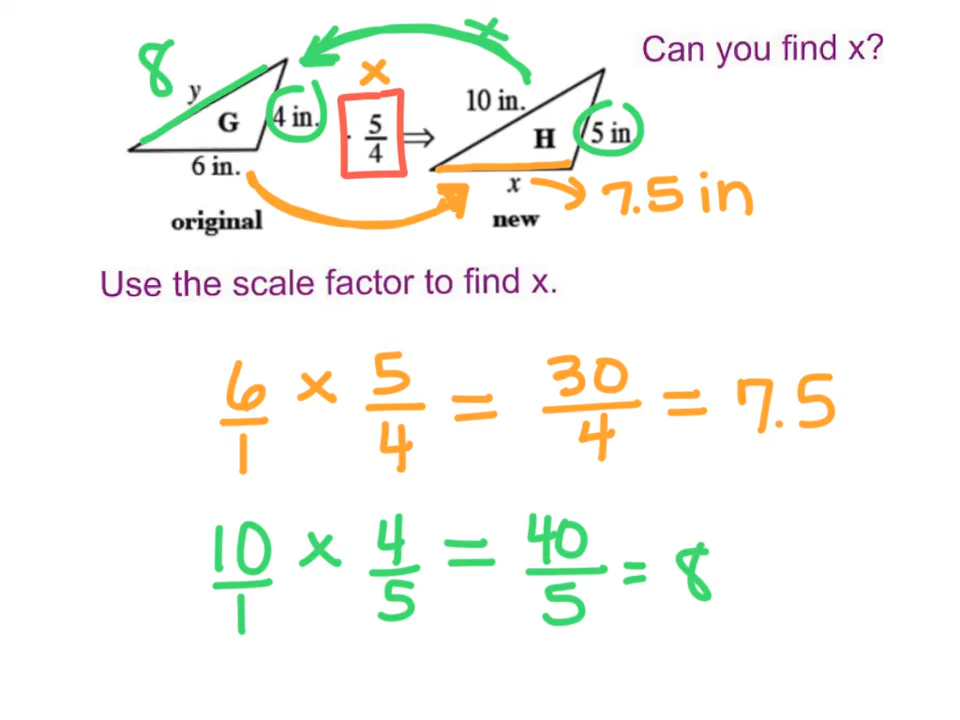 Can you find x?
8
y
G
4 in.
6 in.
original
x
· 5/4 ⇒
÷
10 in.
H
5 in.
x → 7.5 in
new
Use the scale factor to find x.
6/1 × 5/4 = 30/4 = 7.5
10/1 × 4/5 = 40/5 = 8